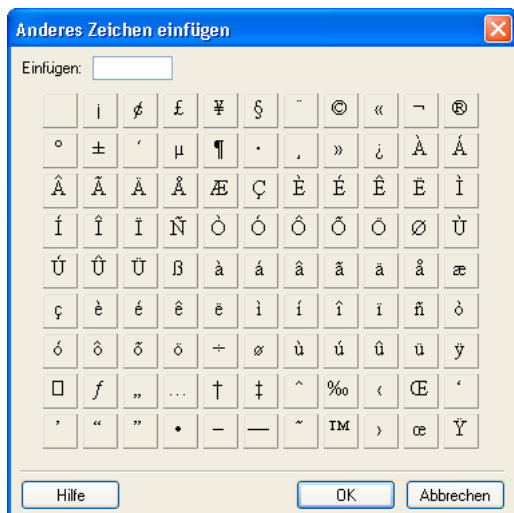 Anderes Zeichen einfügen
Einfügen:
¡ ¢ £ ¥ § ¨ © « ¬ ®
° ± ´ µ ¶ · ¸ » ¿ À Á
Â Ã Ä Å Æ Ç È É Ê Ë Ì
Í Î Ï Ñ Ò Ó Ô Õ Ö Ø Ù
Ú Û Ü ß à á â ã ä å æ
ç è é ê ë ì í î ï ñ ò
ó ô õ ö ÷ ø ù ú û ü ÿ
□ ƒ „ … † ‡ ˆ ‰ ‹ Œ ‘
’ “ ” • – — ˜ ™ › œ Ÿ
Hilfe OK Abbrechen